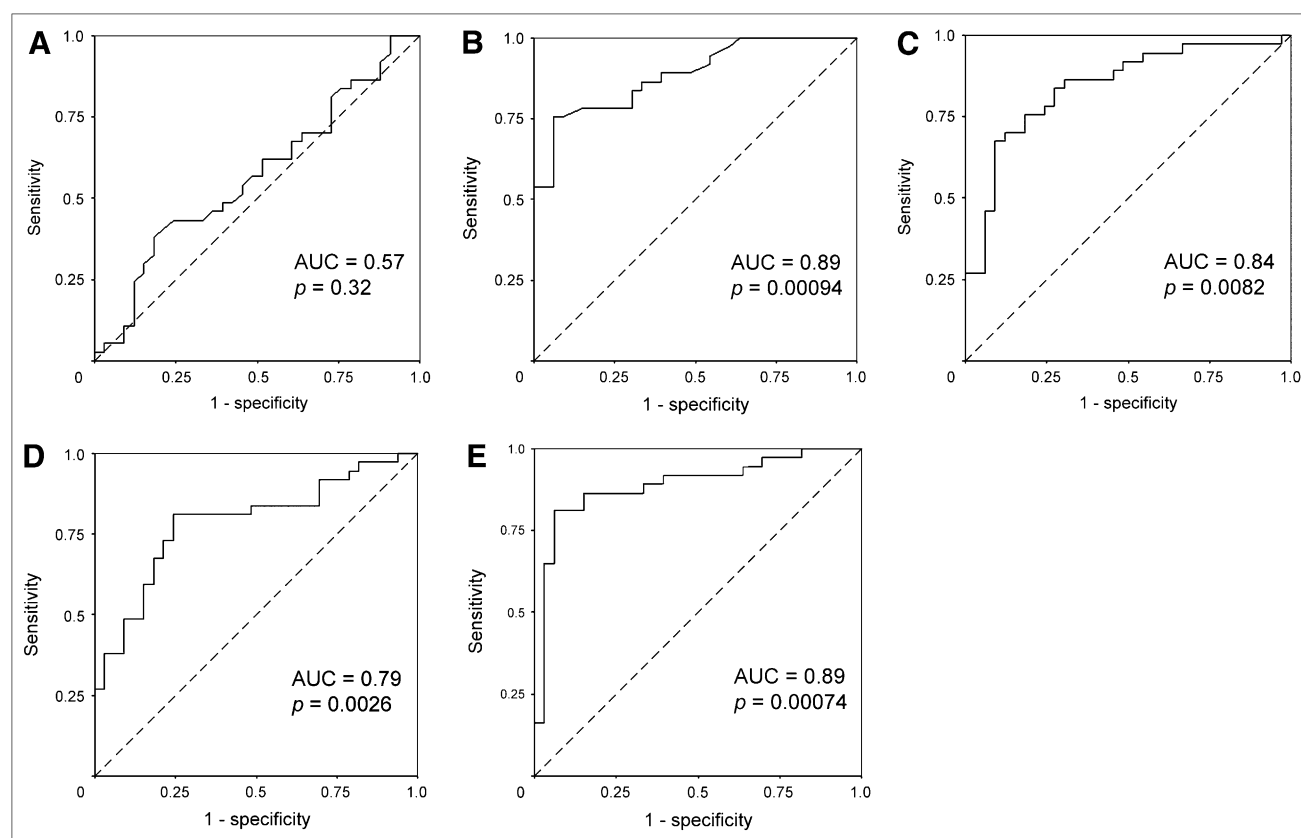 A
1.0
0.75
0.5
0.25
Sensitivity
AUC = 0.57
p = 0.32
0 0.25 0.5 0.75 1.0
1 - specificity
B
1.0
0.75
0.5
0.25
Sensitivity
AUC = 0.89
p = 0.00094
0 0.25 0.5 0.75 1.0
1 - specificity
C
1.0
0.75
0.5
0.25
Sensitivity
AUC = 0.84
p = 0.0082
0 0.25 0.5 0.75 1.0
1 - specificity
D
1.0
0.75
0.5
0.25
Sensitivity
AUC = 0.79
p = 0.0026
0 0.25 0.5 0.75 1.0
1 - specificity
E
1.0
0.75
0.5
0.25
Sensitivity
AUC = 0.89
p = 0.00074
0 0.25 0.5 0.75 1.0
1 - specificity